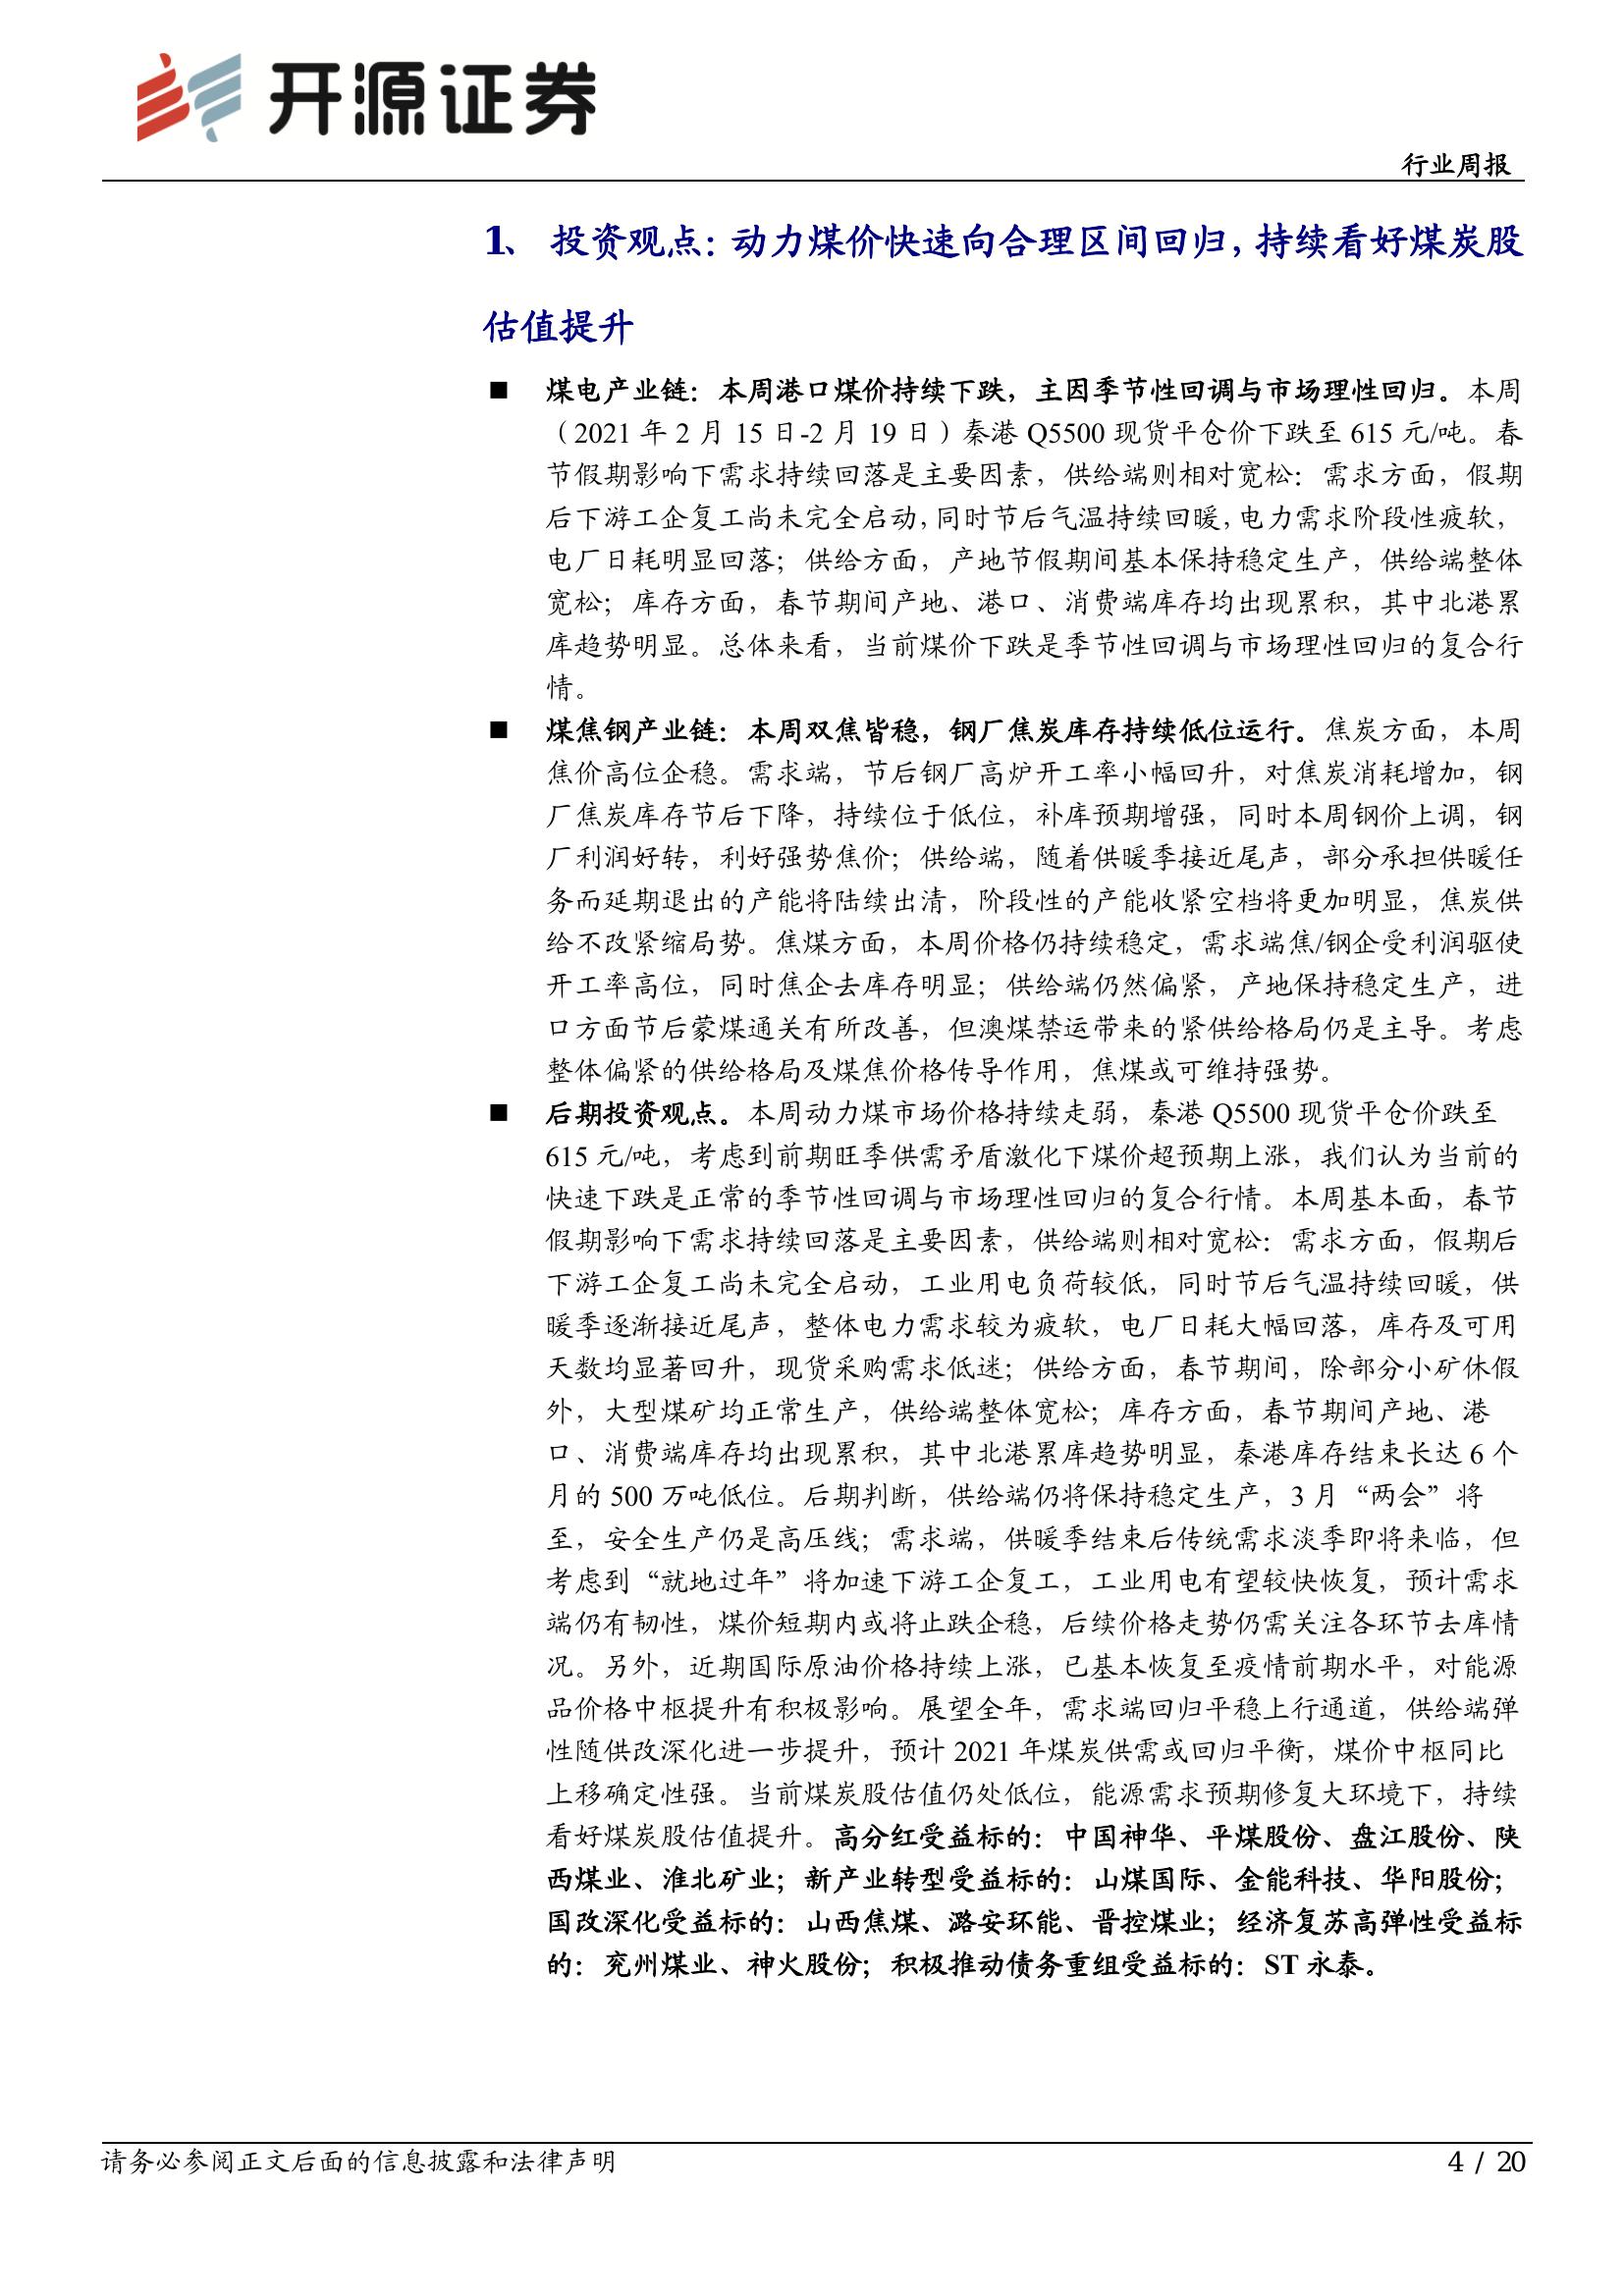 开源证券
行业周报
1、 投资观点：动力煤价快速向合理区间回归，持续看好煤炭股
估值提升
■ 煤电产业链：本周港口煤价持续下跌，主因季节性回调与市场理性回归。本周
（2021 年 2 月 15 日-2 月 19 日）秦港 Q5500 现货平仓价下跌至 615 元/吨。春
节假期影响下需求持续回落是主要因素，供给端则相对宽松：需求方面，假期
后下游工企复工尚未完全启动，同时节后气温持续回暖，电力需求阶段性疲软，
电厂日耗明显回落；供给方面，产地节假期间基本保持稳定生产，供给端整体
宽松；库存方面，春节期间产地、港口、消费端库存均出现累积，其中北港累
库趋势明显。总体来看，当前煤价下跌是季节性回调与市场理性回归的复合行
情。
■ 煤焦钢产业链：本周双焦皆稳，钢厂焦炭库存持续低位运行。焦炭方面，本周
焦价高位企稳。需求端，节后钢厂高炉开工率小幅回升，对焦炭消耗增加，钢
厂焦炭库存节后下降，持续位于低位，补库预期增强，同时本周钢价上调，钢
厂利润好转，利好强势焦价；供给端，随着供暖季接近尾声，部分承担供暖任
务而延期退出的产能将陆续出清，阶段性的产能收紧空档将更加明显，焦炭供
给不改紧缩局势。焦煤方面，本周价格仍持续稳定，需求端焦/钢企受利润驱使
开工率高位，同时焦企去库存明显；供给端仍然偏紧，产地保持稳定生产，进
口方面节后蒙煤通关有所改善，但澳煤禁运带来的紧供给格局仍是主导。考虑
整体偏紧的供给格局及煤焦价格传导作用，焦煤或可维持强势。
■ 后期投资观点。本周动力煤市场价格持续走弱，秦港 Q5500 现货平仓价跌至
615 元/吨，考虑到前期旺季供需矛盾激化下煤价超预期上涨，我们认为当前的
快速下跌是正常的季节性回调与市场理性回归的复合行情。本周基本面，春节
假期影响下需求持续回落是主要因素，供给端则相对宽松：需求方面，假期后
下游工企复工尚未完全启动，工业用电负荷较低，同时节后气温持续回暖，供
暖季逐渐接近尾声，整体电力需求较为疲软，电厂日耗大幅回落，库存及可用
天数均显著回升，现货采购需求低迷；供给方面，春节期间，除部分小矿休假
外，大型煤矿均正常生产，供给端整体宽松；库存方面，春节期间产地、港
口、消费端库存均出现累积，其中北港累库趋势明显，秦港库存结束长达 6 个
月的 500 万吨低位。后期判断，供给端仍将保持稳定生产，3 月“两会”将
至，安全生产仍是高压线；需求端，供暖季结束后传统需求淡季即将来临，但
考虑到“就地过年”将加速下游工企复工，工业用电有望较快恢复，预计需求
端仍有韧性，煤价短期内或将止跌企稳，后续价格走势仍需关注各环节去库情
况。另外，近期国际原油价格持续上涨，已基本恢复至疫情前期水平，对能源
品价格中枢提升有积极影响。展望全年，需求端回归平稳上行通道，供给端弹
性随供改深化进一步提升，预计 2021 年煤炭供需或回归平衡，煤价中枢同比
上移确定性强。当前煤炭股估值仍处低位，能源需求预期修复大环境下，持续
看好煤炭股估值提升。高分红受益标的：中国神华、平煤股份、盘江股份、陕
西煤业、淮北矿业；新产业转型受益标的：山煤国际、金能科技、华阳股份；
国改深化受益标的：山西焦煤、潞安环能、晋控煤业；经济复苏高弹性受益标
的：兖州煤业、神火股份；积极推动债务重组受益标的：ST 永泰。
请务必参阅正文后面的信息披露和法律声明
4 / 20